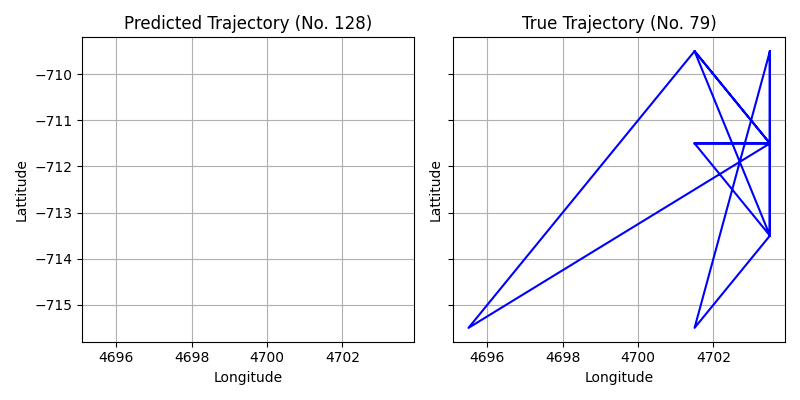 Predicted Trajectory (No. 128)
True Trajectory (No. 79)
−710
−711
−712
−713
−714
−715
Lattitude
Lattitude
4696
4698
4700
4702
4696
4698
4700
4702
Longitude
Longitude